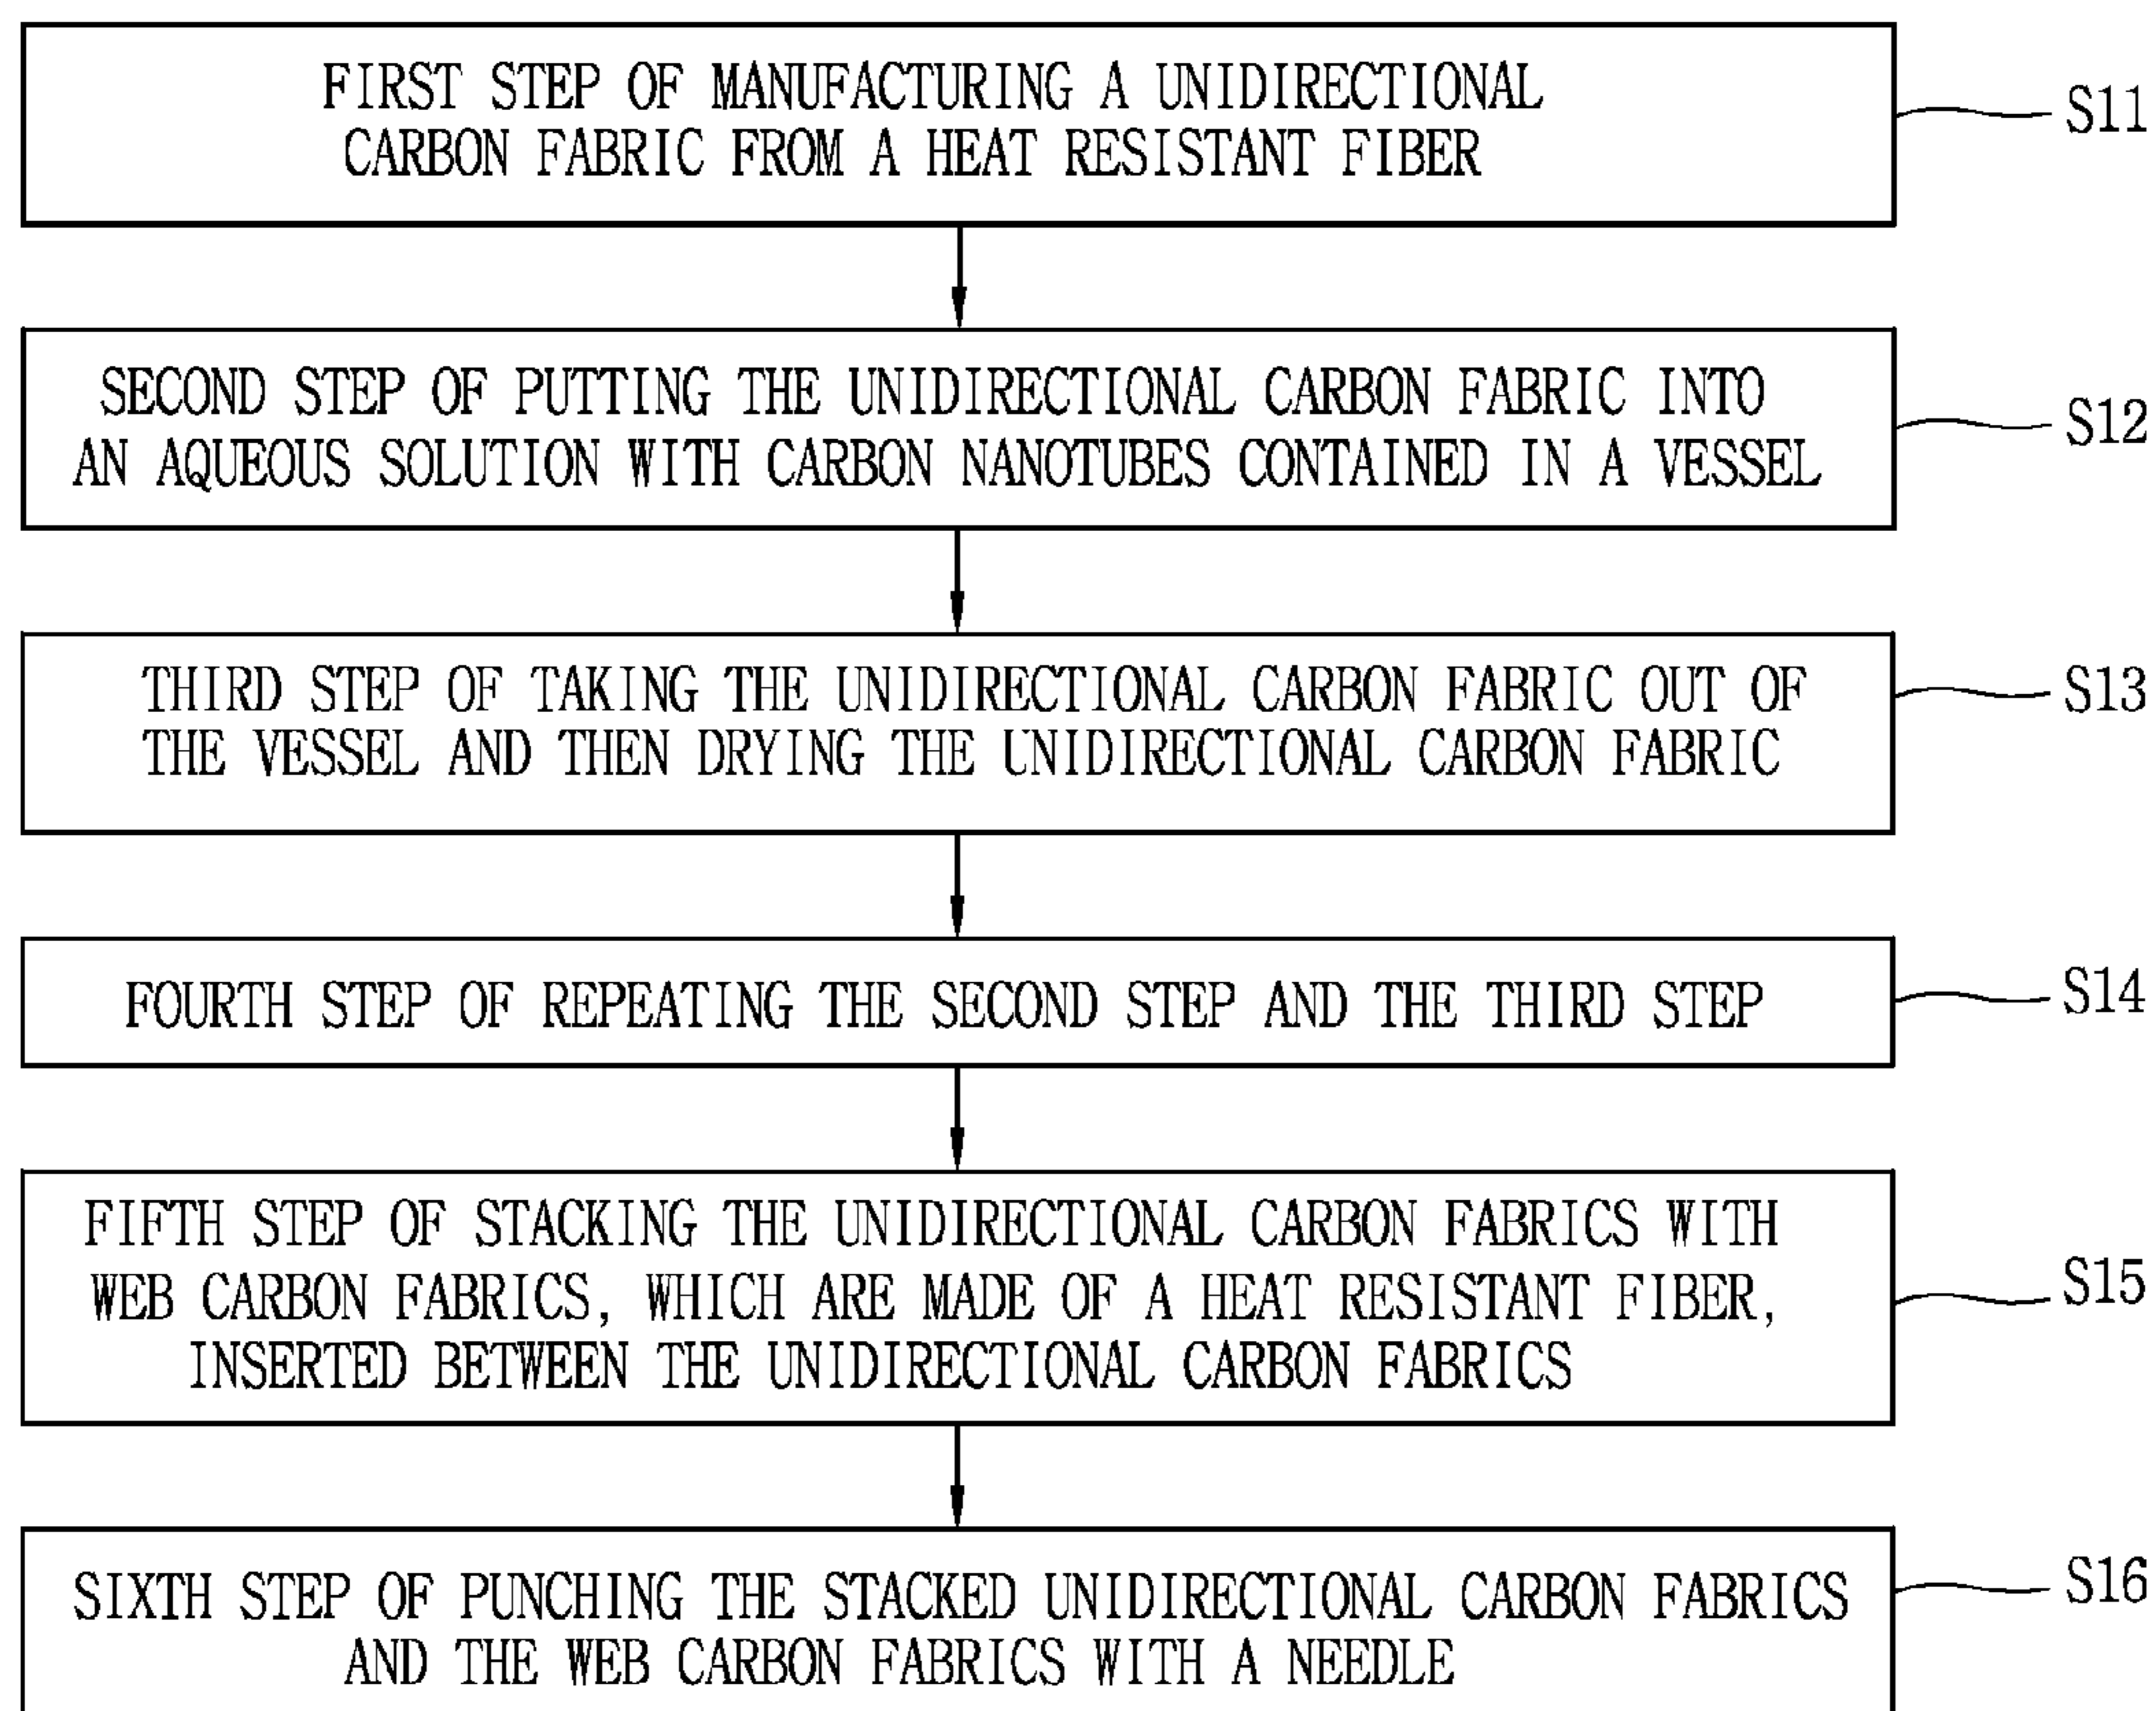 FIRST STEP OF MANUFACTURING A UNIDIRECTIONAL
CARBON FABRIC FROM A HEAT RESISTANT FIBER
S11
SECOND STEP OF PUTTING THE UNIDIRECTIONAL CARBON FABRIC INTO
AN AQUEOUS SOLUTION WITH CARBON NANOTUBES CONTAINED IN A VESSEL
S12
THIRD STEP OF TAKING THE UNIDIRECTIONAL CARBON FABRIC OUT OF
THE VESSEL AND THEN DRYING THE UNIDIRECTIONAL CARBON FABRIC
S13
FOURTH STEP OF REPEATING THE SECOND STEP AND THE THIRD STEP
S14
FIFTH STEP OF STACKING THE UNIDIRECTIONAL CARBON FABRICS WITH
WEB CARBON FABRICS, WHICH ARE MADE OF A HEAT RESISTANT FIBER,
INSERTED BETWEEN THE UNIDIRECTIONAL CARBON FABRICS
S15
SIXTH STEP OF PUNCHING THE STACKED UNIDIRECTIONAL CARBON FABRICS
AND THE WEB CARBON FABRICS WITH A NEEDLE
S16